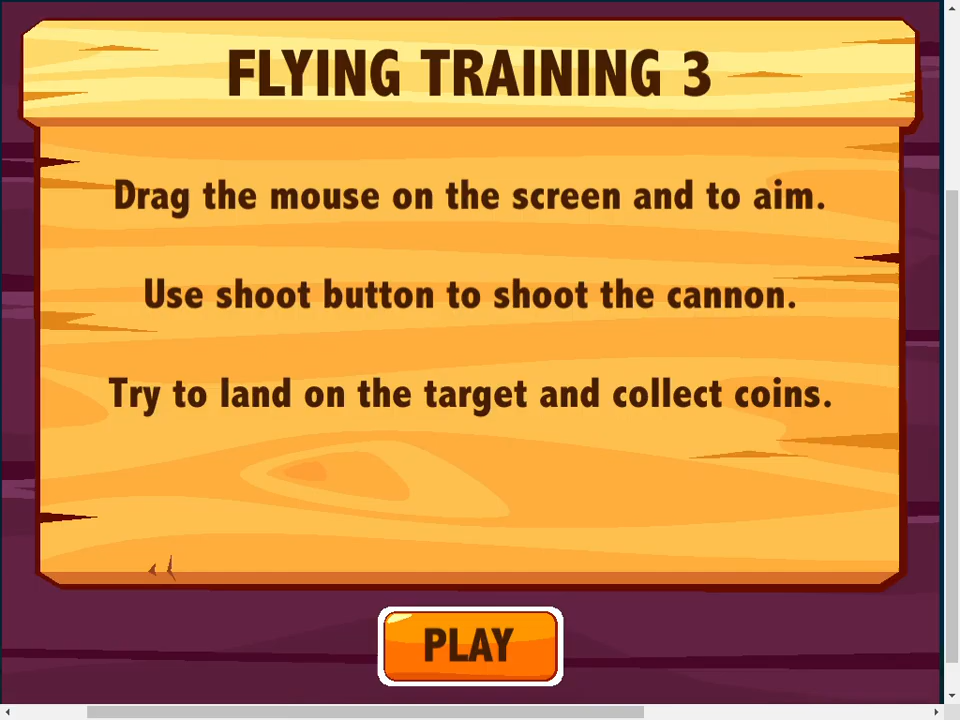 FLYING TRAINING 3
Drag the mouse on the screen and to aim.
Use shoot button to shoot the cannon.
Try to land on the target and collect coins.
PLAY